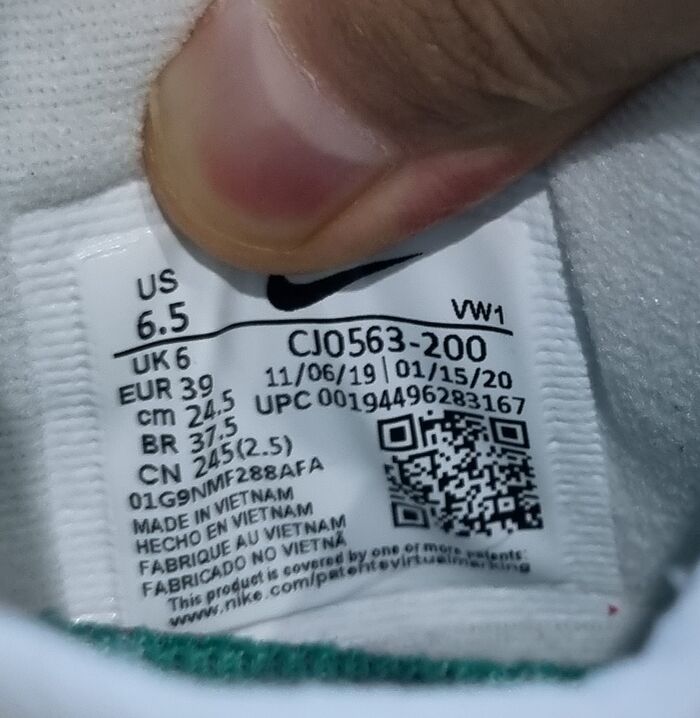 US
6.5
VW1
UK 6
CJ0563-200
EUR 39
11/06/19 | 01/15/20
cm 24.5
UPC 00194496283167
BR 37.5
CN 245(2.5)
01G9NMF288AFA
MADE IN VIETNAM
HECHO EN VIETNAM
FABRIQUE AU VIETNAM
FABRICADO NO VIETNÃ
This product is covered by one or more patents:
www.nike.com/patentsvirtualmarking